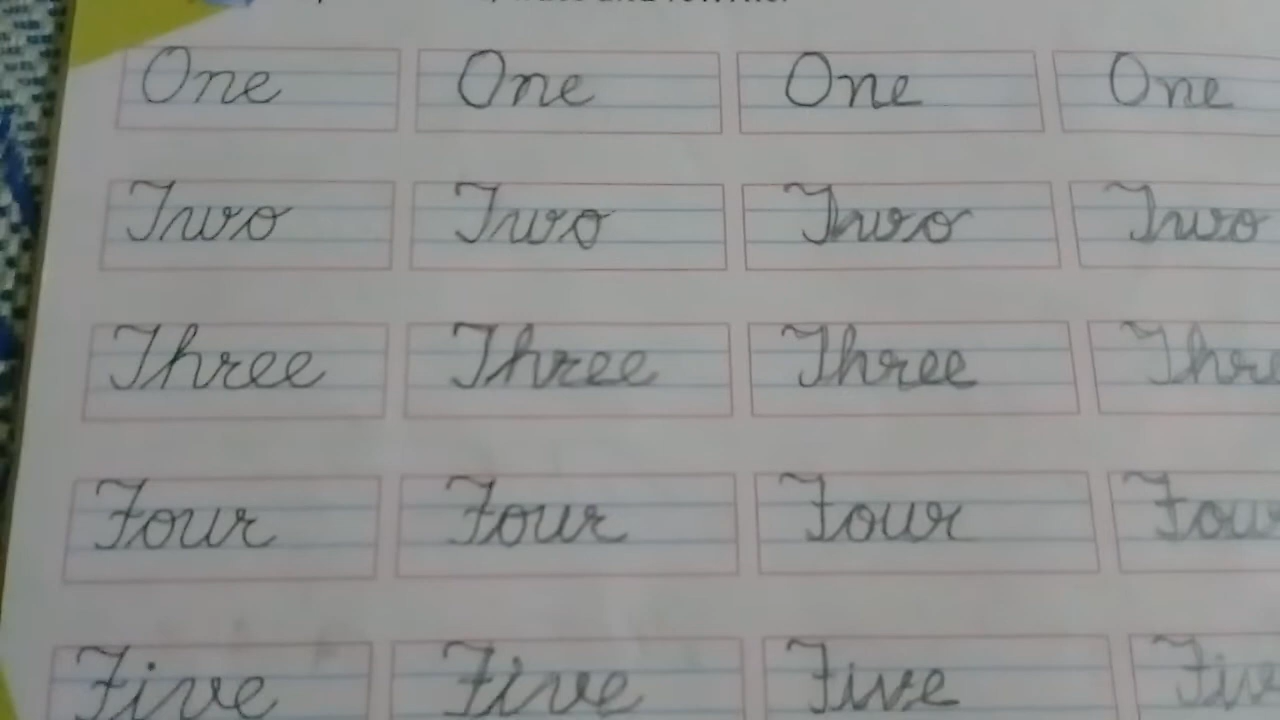 One One One One
Two Two Two Two
Three Three Three
Four Four Four
Five Five Five